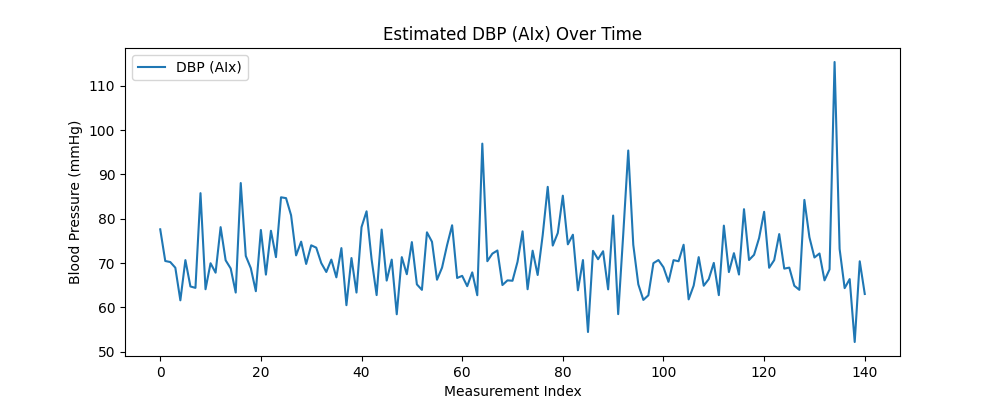 Estimated DBP (AIx) Over Time
DBP (AIx)
Blood Pressure (mmHg)
110
100
90
80
70
60
50
0 20 40 60 80 100 120 140
Measurement Index